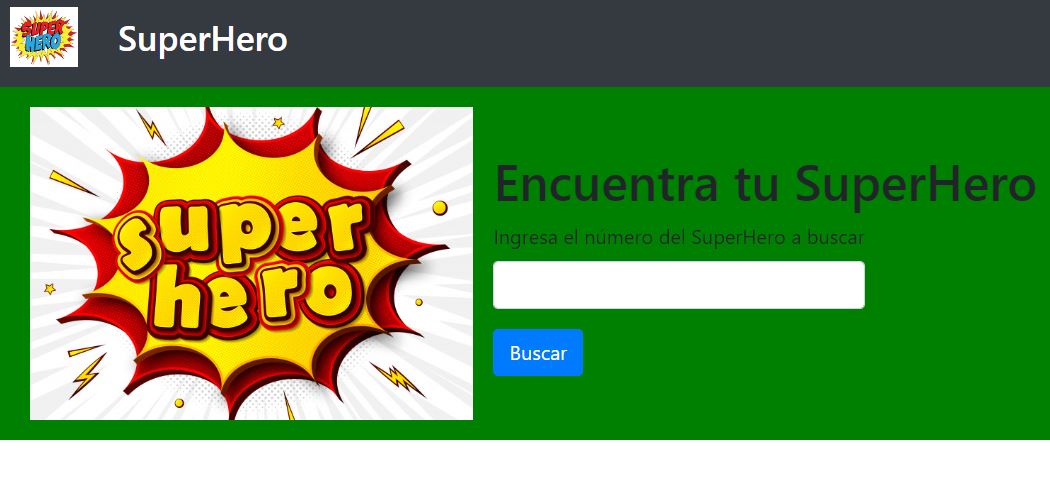 SUPER
HERO
SuperHero
super
hero
Encuentra tu SuperHero
Ingresa el número del SuperHero a buscar
Buscar